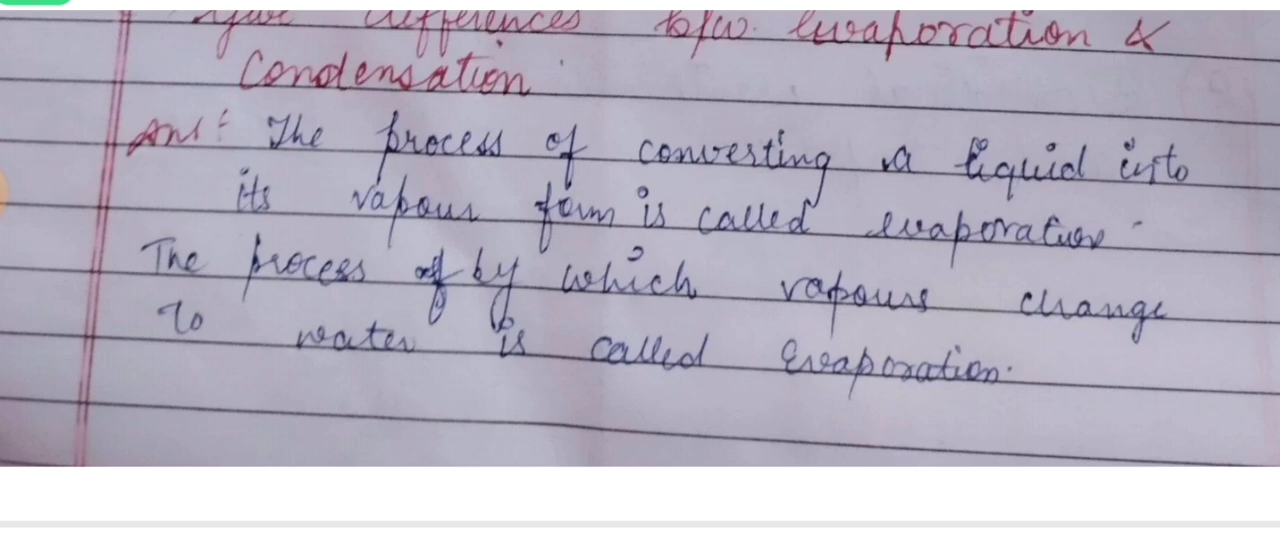 Give differences b/w. Evaporation &
Condensation
Ans: The process of converting a liquid into
its vapour form is called evaporation
The process of by which vapours change
To water is called Evaporation.